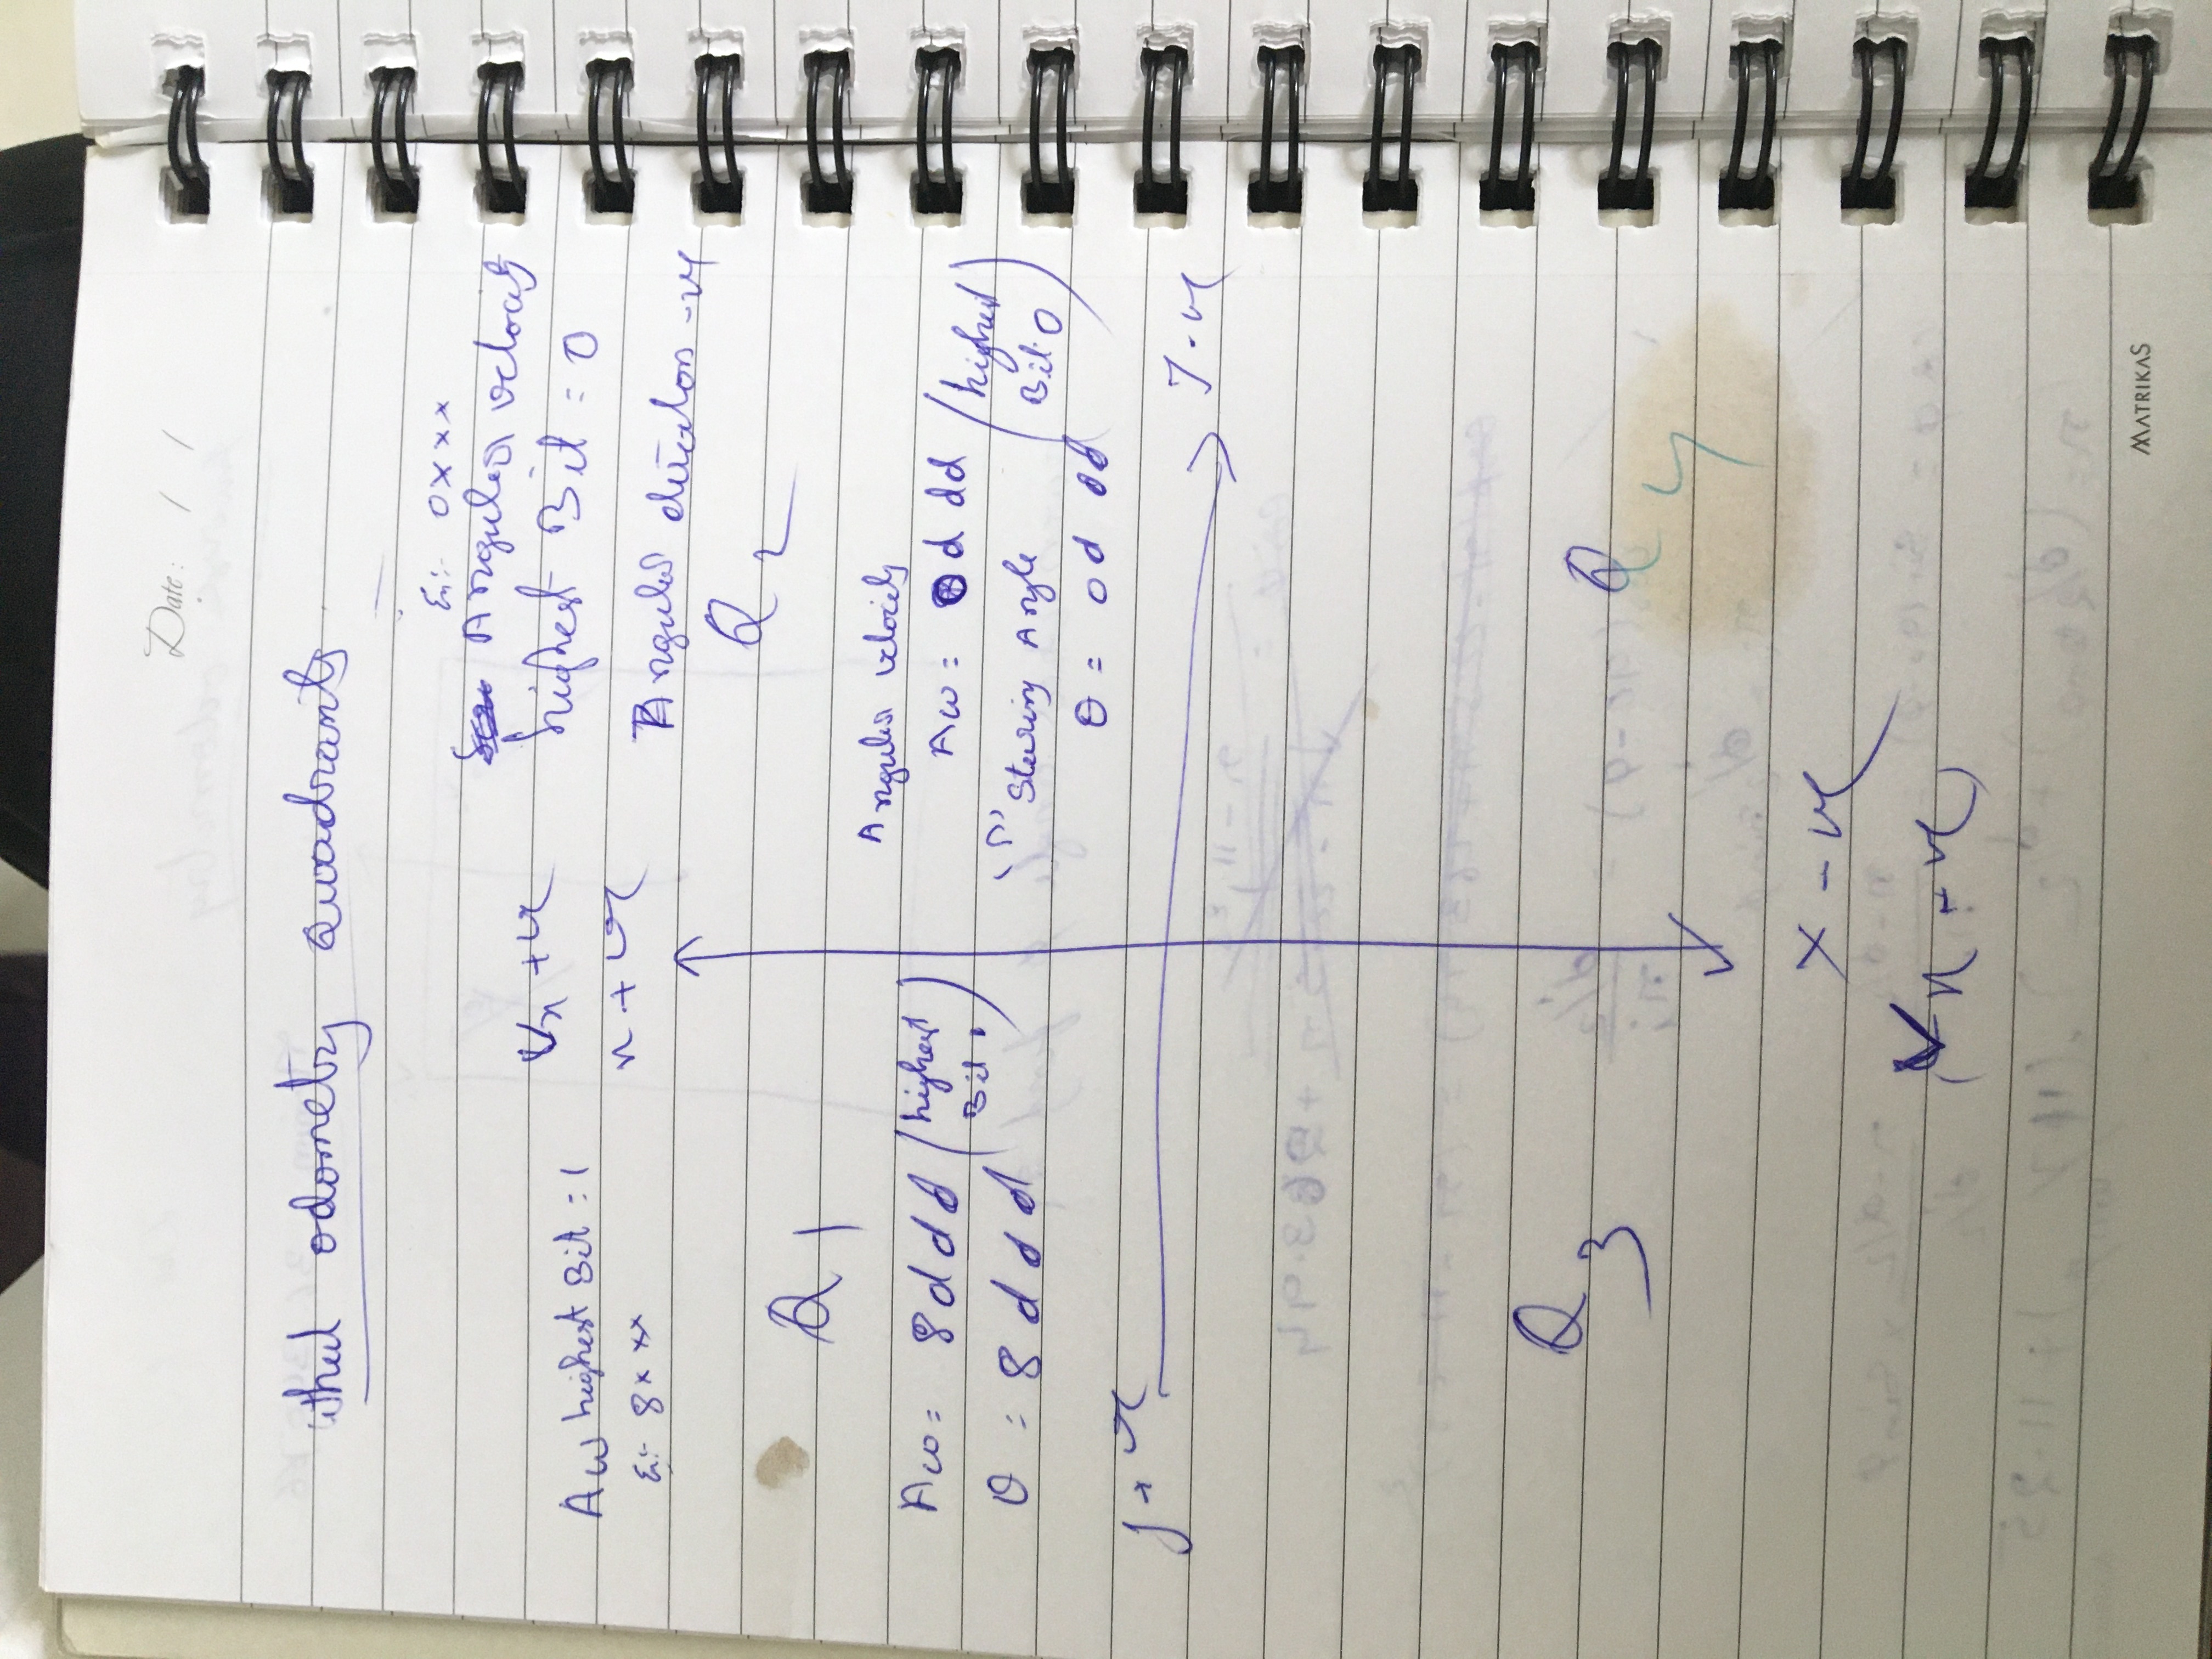 Date: / /
odometry Quadrants
Ex:- 0xxx
Angular velocity
highest Bit = 0
Vx +ve
Aw highest Bit = 1
x +ve
Ex:- 8xxx
Angular -ve
Q2
Q1
Angular velocity
Aw = 8ddd (highest Bit 1)
Aw = 0ddd (highest Bit 0)
Steering Angle
θ = 8ddd
θ = 0ddd
y +ve
y -ve
Q3
Q4
x -ve
(Vx -ve)
MATRIKAS